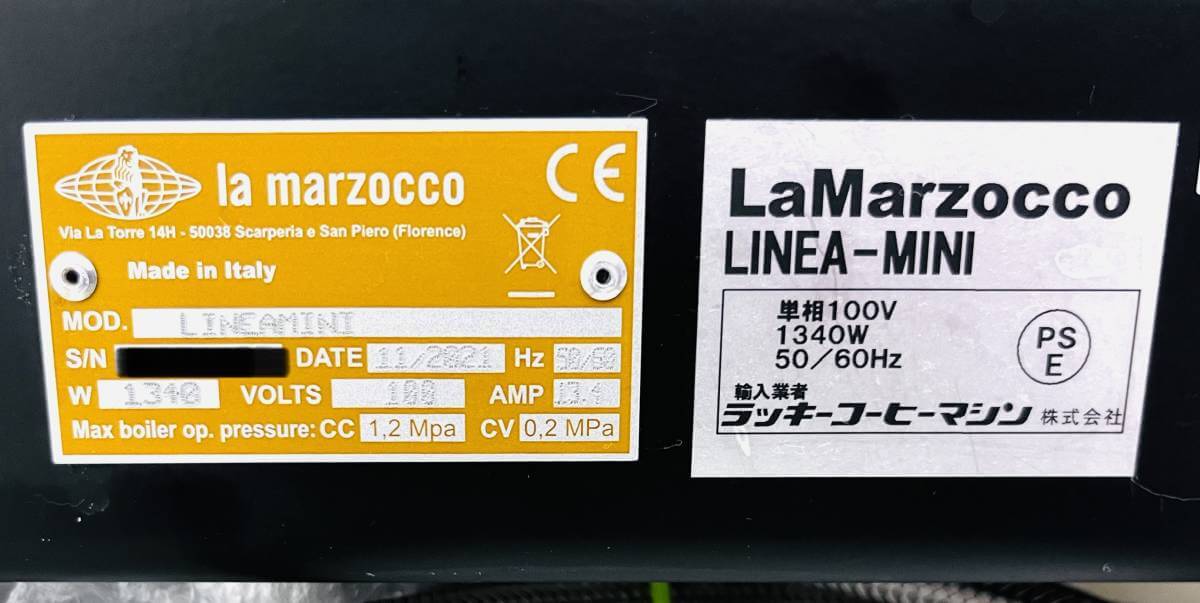 la marzocco
CE
Via La Torre 14H - 50038 Scarperia e San Piero (Florence)
Made in Italy
MOD. LINEAMINI
S/N DATE 11/2021 Hz 50/60
W 1340 VOLTS 100 AMP 13.4
Max boiler op. pressure: CC 1,2 Mpa CV 0,2 MPa
LaMarzocco
LINEA-MINI
単相100V
1340W
50/60Hz
PS
E
輸入業者
ラッキーコーヒーマシン 株式会社